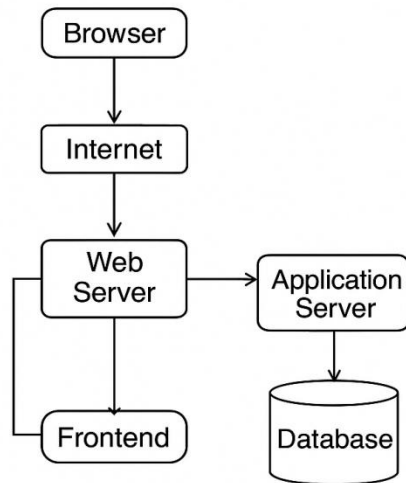 Browser
Internet
Web
Server
Application
Server
Frontend
Database